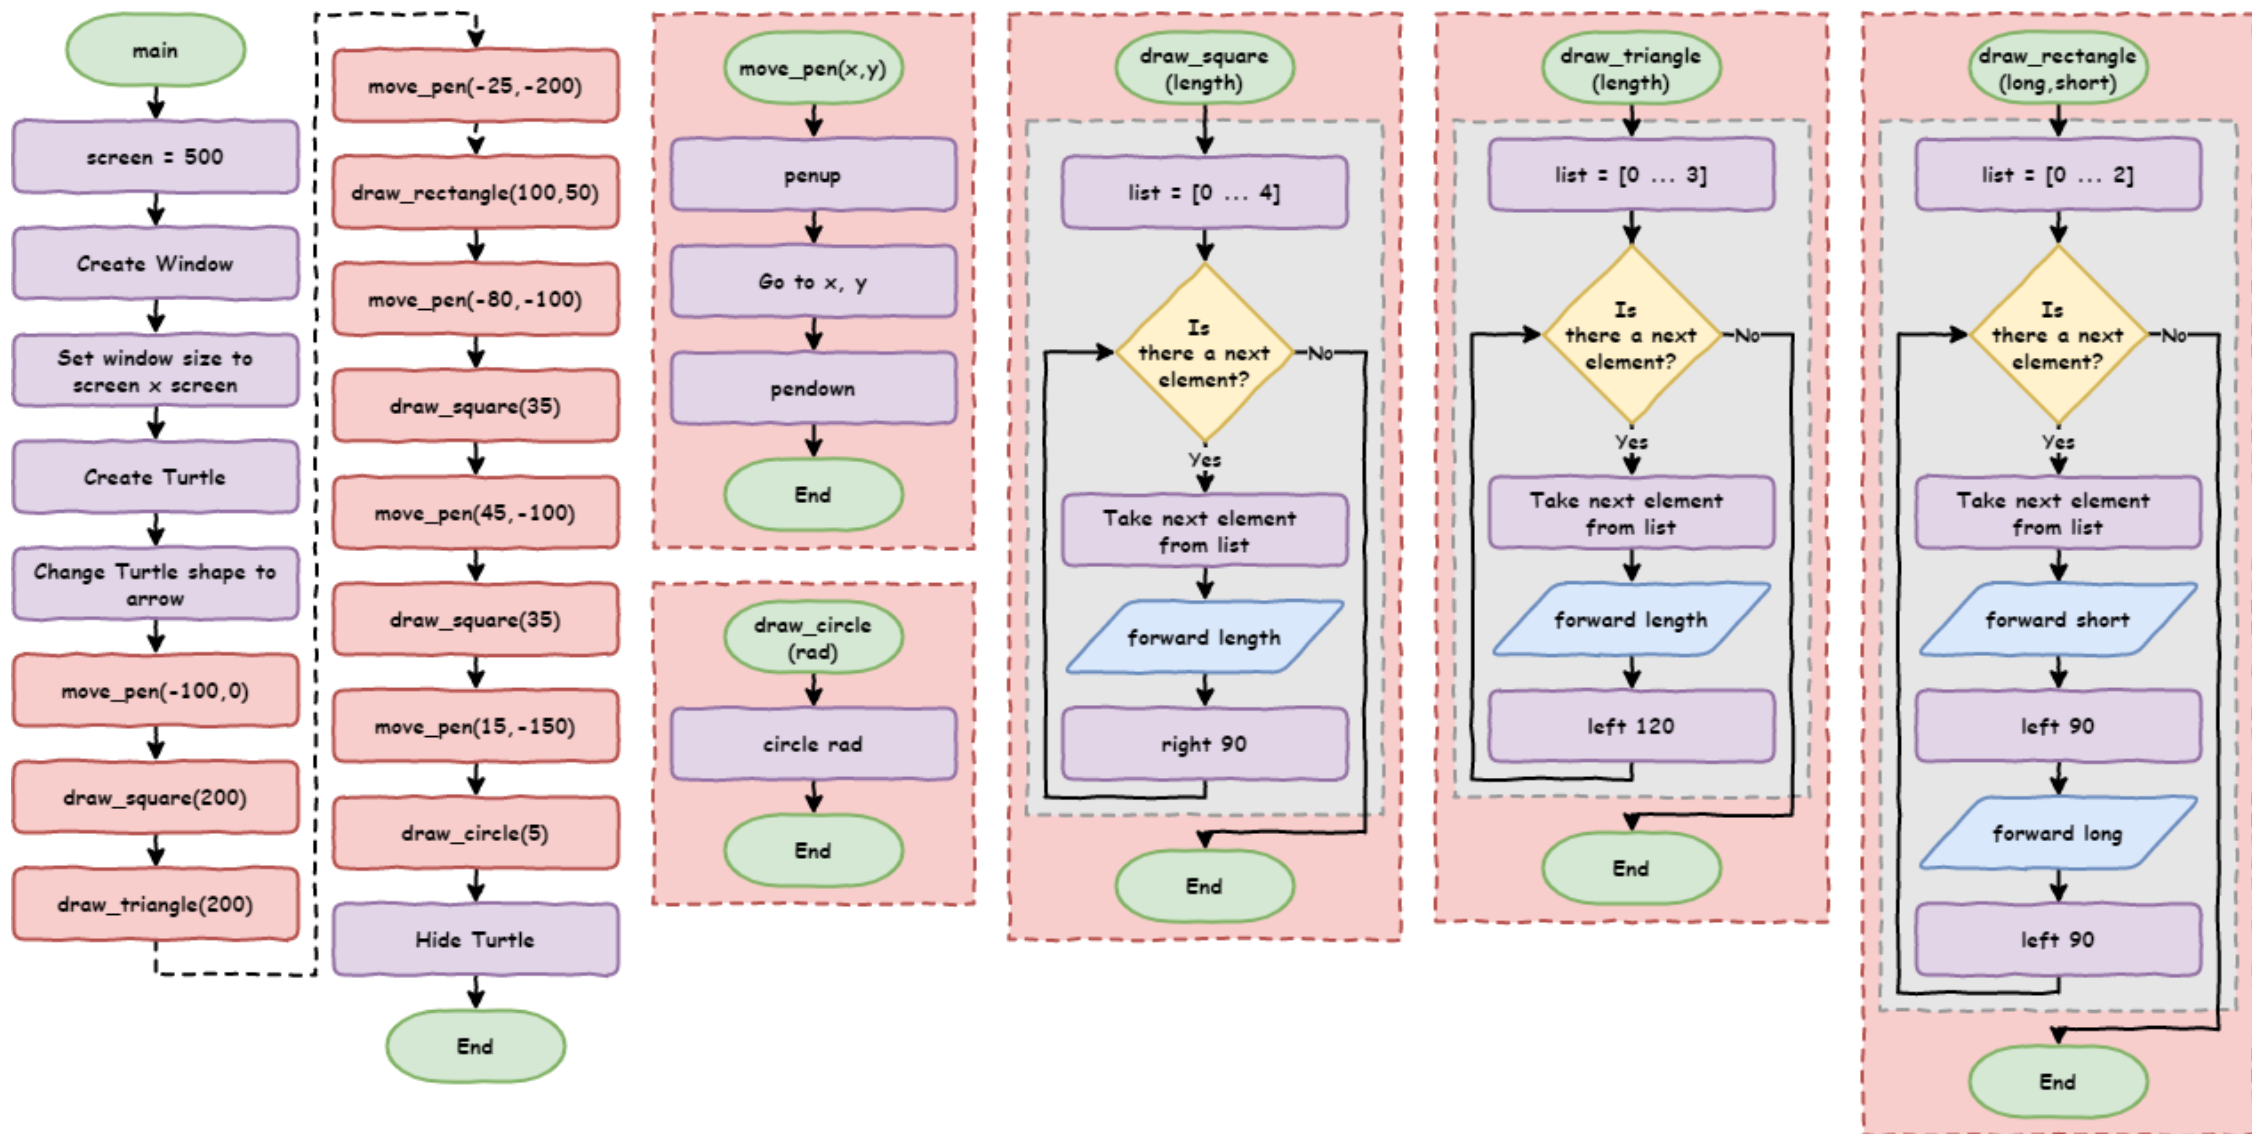 main
screen = 500
Create Window
Set window size to
screen x screen
Create Turtle
Change Turtle shape to
arrow
move_pen(-100,0)
draw_square(200)
draw_triangle(200)
move_pen(-25,-200)
draw_rectangle(100,50)
move_pen(-80,-100)
draw_square(35)
move_pen(45,-100)
draw_square(35)
move_pen(15,-150)
draw_circle(5)
Hide Turtle
End
move_pen(x,y)
penup
Go to x, y
pendown
End
draw_circle
(rad)
circle rad
End
draw_square
(length)
list = [0 ... 4]
Is
there a next
element?
No
Yes
Take next element
from list
forward length
right 90
End
draw_triangle
(length)
list = [0 ... 3]
Is
there a next
element?
No
Yes
Take next element
from list
forward length
left 120
End
draw_rectangle
(long,short)
list = [0 ... 2]
Is
there a next
element?
No
Yes
Take next element
from list
forward short
left 90
forward long
left 90
End